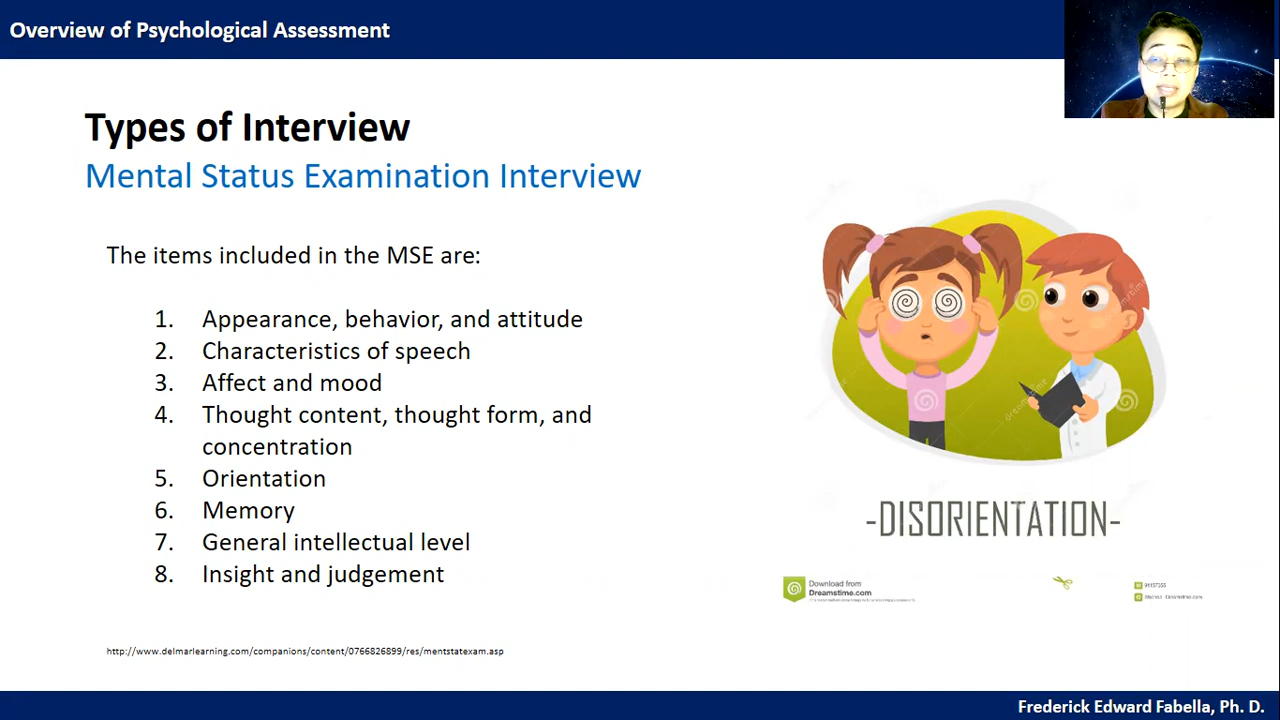 Overview of Psychological Assessment
Types of Interview
Mental Status Examination Interview
The items included in the MSE are:
1. Appearance, behavior, and attitude
2. Characteristics of speech
3. Affect and mood
4. Thought content, thought form, and
concentration
5. Orientation
6. Memory
7. General intellectual level
8. Insight and judgement
-DISORIENTATION-
Download from
Dreamstime.com
http://www.delmarlearning.com/companions/content/0766826899/res/mentstatexam.asp
Frederick Edward Fabella, Ph. D.